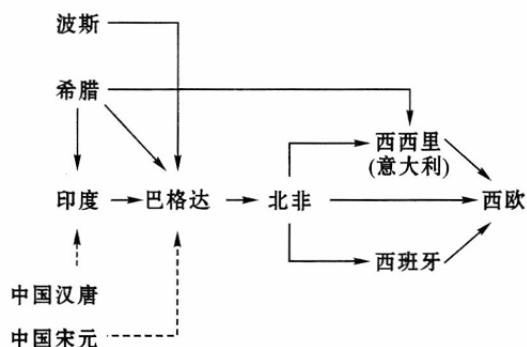 波斯
希腊
西西里
(意大利)
印度
巴格达
北非
西欧
西班牙
中国汉唐
中国宋元